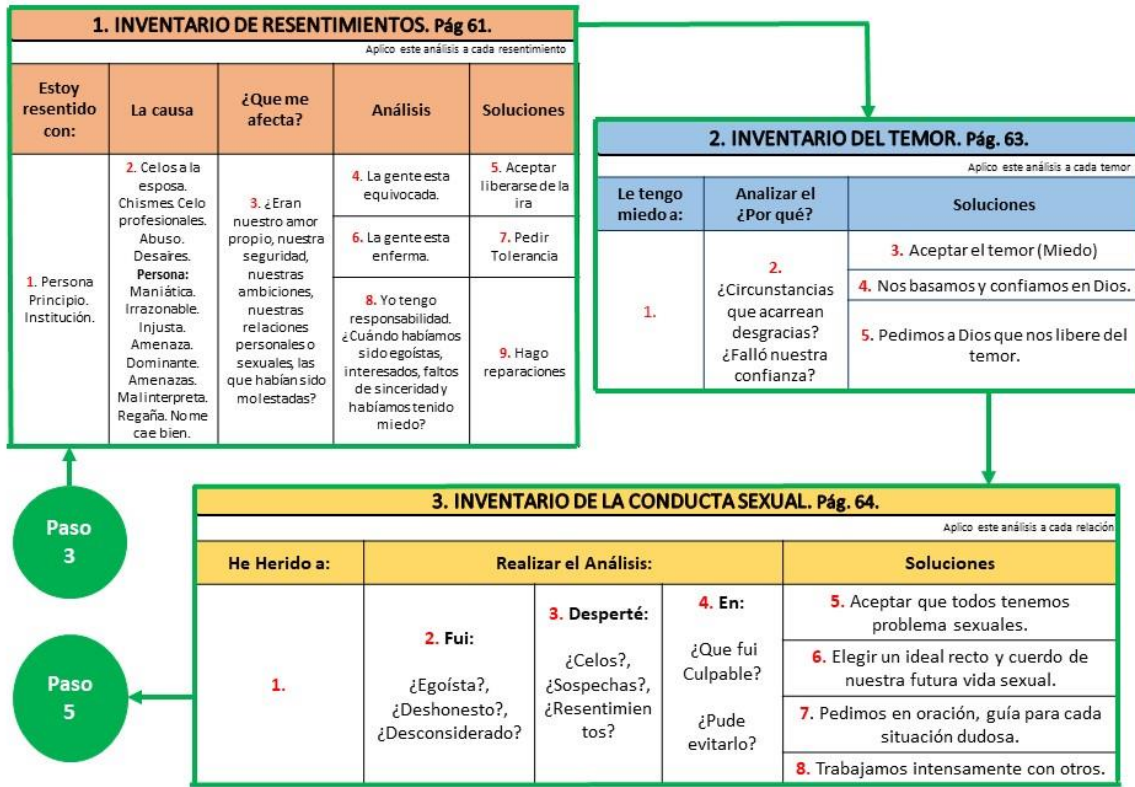 1. INVENTARIO DE RESENTIMIENTOS. Pág 61.
Aplico este análisis a cada resentimiento
Estoy
resentido
con:
La causa
¿Que me
afecta?
Análisis
Soluciones
1. Persona
Principio.
Institución.
2. Celos a la
esposa.
Chismes. Celo
profesionales.
Abuso.
Desaires.
Persona:
Maniática.
Irrazonable.
Injusta.
Amenaza.
Dominante.
Amenazas.
Malinterpreta.
Regaña. No me
cae bien.
3. ¿Eran
nuestro amor
propio, nuestra
seguridad,
nuestras
ambiciones,
nuestras
relaciones
personales o
sexuales, las
que habían sido
molestadas?
4. La gente esta
equivocada.
5. Aceptar
liberarse de la
ira
6. La gente esta
enferma.
7. Pedir
Tolerancia
8. Yo tengo
responsabilidad.
¿Cuándo habíamos
sido egoístas,
interesados, faltos
de sinceridad y
habíamos tenido
miedo?
9. Hago
reparaciones
2. INVENTARIO DEL TEMOR. Pág. 63.
Aplico este análisis a cada temor
Le tengo
miedo a:
Analizar el
¿Por qué?
Soluciones
1.
2.
¿Circunstancias
que acarrean
desgracias?
¿Falló nuestra
confianza?
3. Aceptar el temor (Miedo)
4. Nos basamos y confiamos en Dios.
5. Pedimos a Dios que nos libere del
temor.
Paso
3
3. INVENTARIO DE LA CONDUCTA SEXUAL. Pág. 64.
Aplico este análisis a cada relación
He Herido a:
Realizar el Análisis:
Soluciones
1.
2. Fui:
¿Egoísta?,
¿Deshonesto?,
¿Desconsiderado?
3. Desperté:
¿Celos?,
¿Sospechas?,
¿Resentimien
tos?
4. En:
¿Que fui
Culpable?
¿Pude
evitarlo?
5. Aceptar que todos tenemos
problema sexuales.
6. Elegir un ideal recto y cuerdo de
nuestra futura vida sexual.
7. Pedimos en oración, guía para cada
situación dudosa.
8. Trabajamos intensamente con otros.
Paso
5